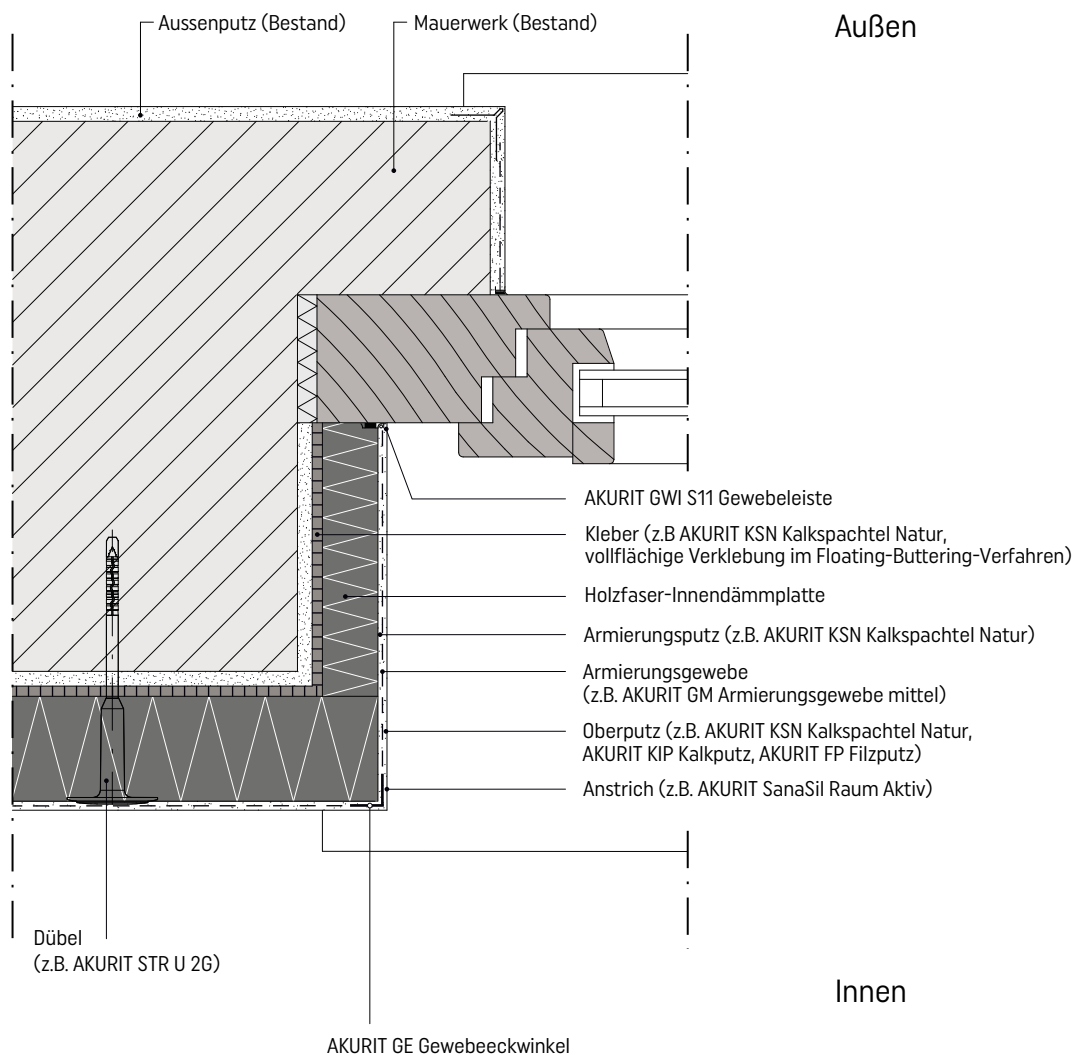 Aussenputz (Bestand)
Mauerwerk (Bestand)
Außen
AKURIT GWI S11 Gewebeleiste
Kleber (z.B AKURIT KSN Kalkspachtel Natur,
vollflächige Verklebung im Floating-Buttering-Verfahren)
Holzfaser-Innendämmplatte
Armierungsputz (z.B. AKURIT KSN Kalkspachtel Natur)
Armierungsgewebe
(z.B. AKURIT GM Armierungsgewebe mittel)
Oberputz (z.B. AKURIT KSN Kalkspachtel Natur,
AKURIT KIP Kalkputz, AKURIT FP Filzputz)
Anstrich (z.B. AKURIT SanaSil Raum Aktiv)
Dübel
(z.B. AKURIT STR U 2G)
Innen
AKURIT GE Gewebeeckwinkel